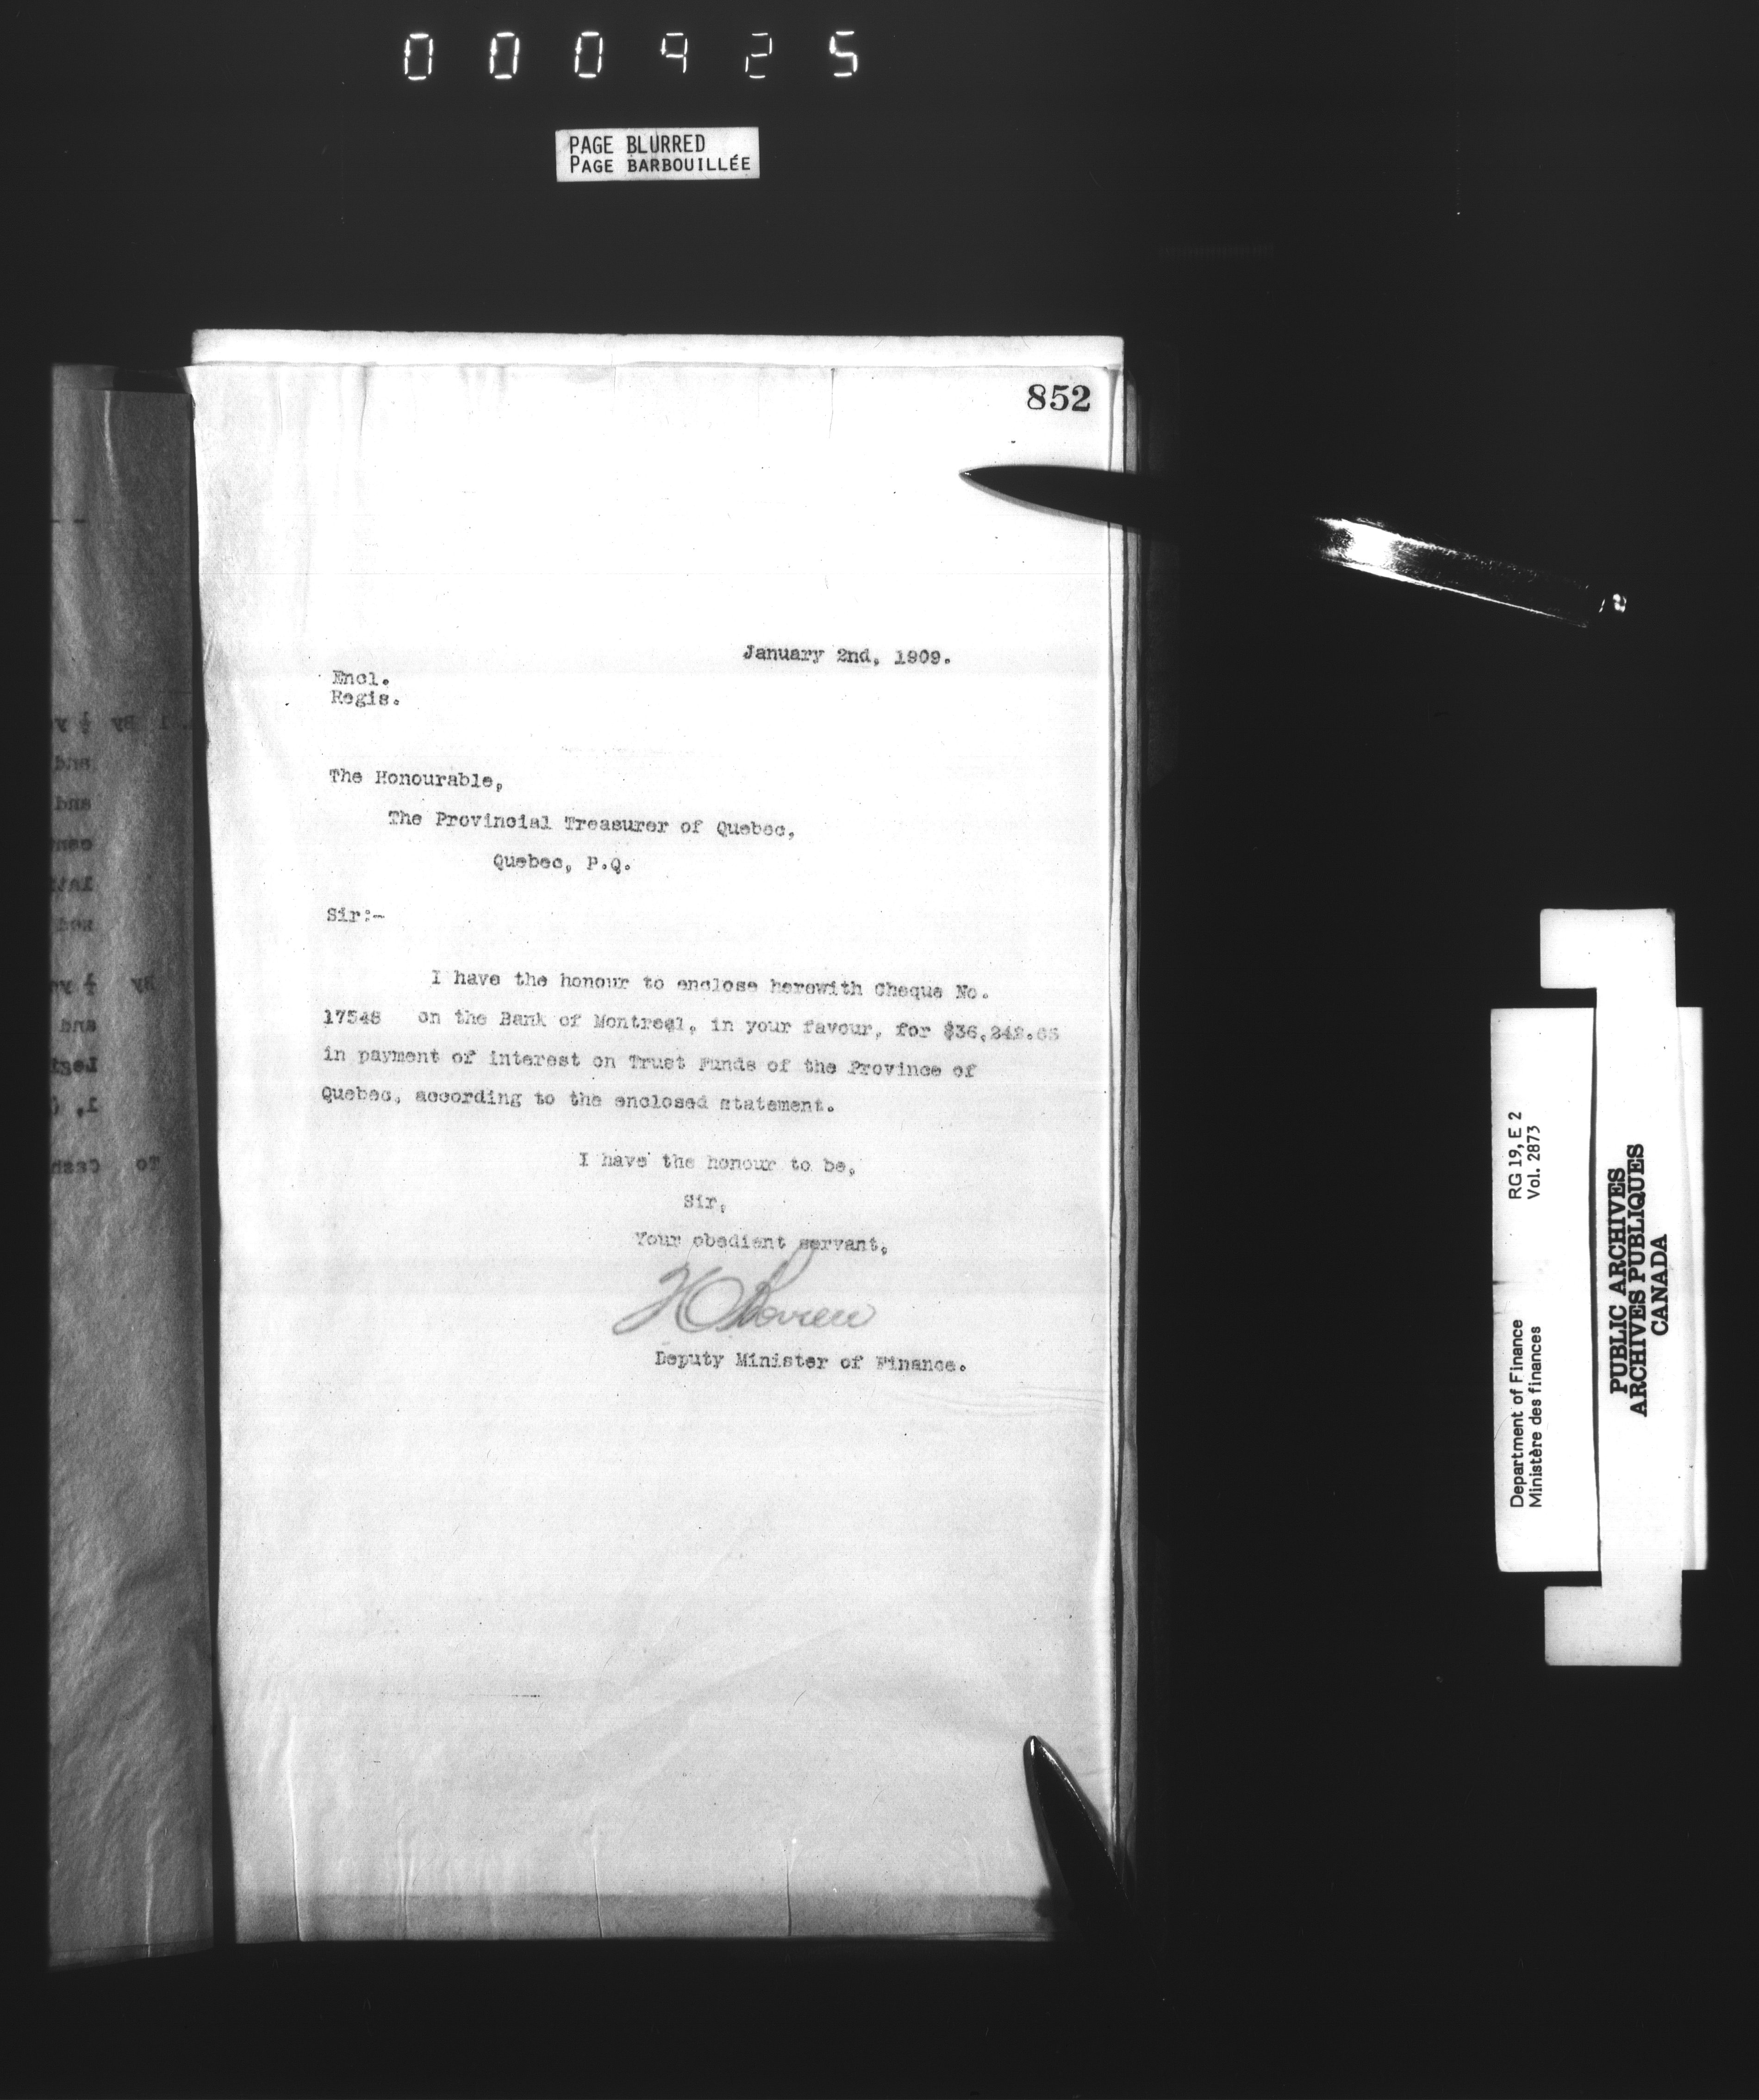 000925
PAGE BLURRED
PAGE BARBOUILLÉE
852
January 2nd, 1909.
Encl.
Regis.
The Honourable,
The Provincial Treasurer of Quebec,
Quebec, P.Q.
Sir:-
I have the honour to enclose herewith Cheque No.
17548 on the Bank of Montreal, in your favour, for $36,242.65
in payment of interest on Trust Funds of the Province of
Quebec, according to the enclosed statement.
I have the honour to be,
Sir,
Your obedient servant,
Deputy Minister of Finance.
Department of Finance RG 19, E 2
Ministère des finances Vol. 2873
PUBLIC ARCHIVES
ARCHIVES PUBLIQUES
CANADA